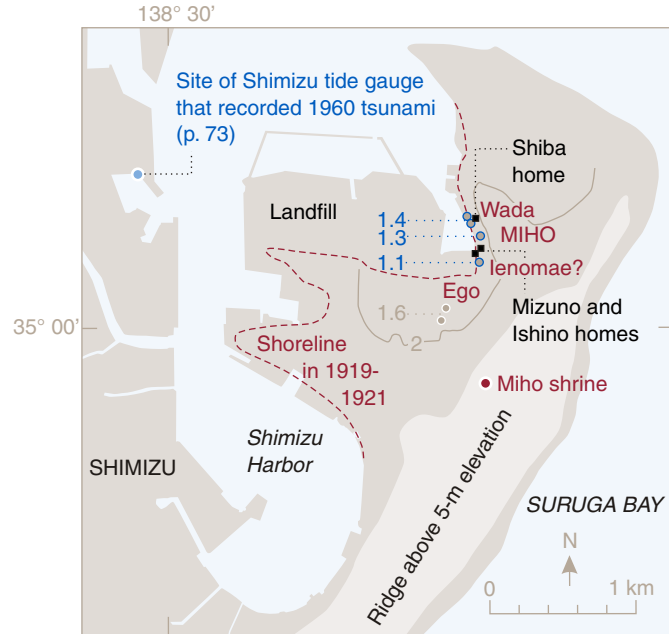 138° 30'
Site of Shimizu tide gauge
that recorded 1960 tsunami
(p. 73)
Shiba
home
Landfill
1.4
Wada
1.3
MIHO
1.1
Ienomae?
Ego
Mizuno and
Ishino homes
1.6
35° 00'
2
Shoreline
in 1919-
1921
Miho shrine
Shimizu
Harbor
SHIMIZU
Ridge above 5-m elevation
SURUGA BAY
N
0
1 km